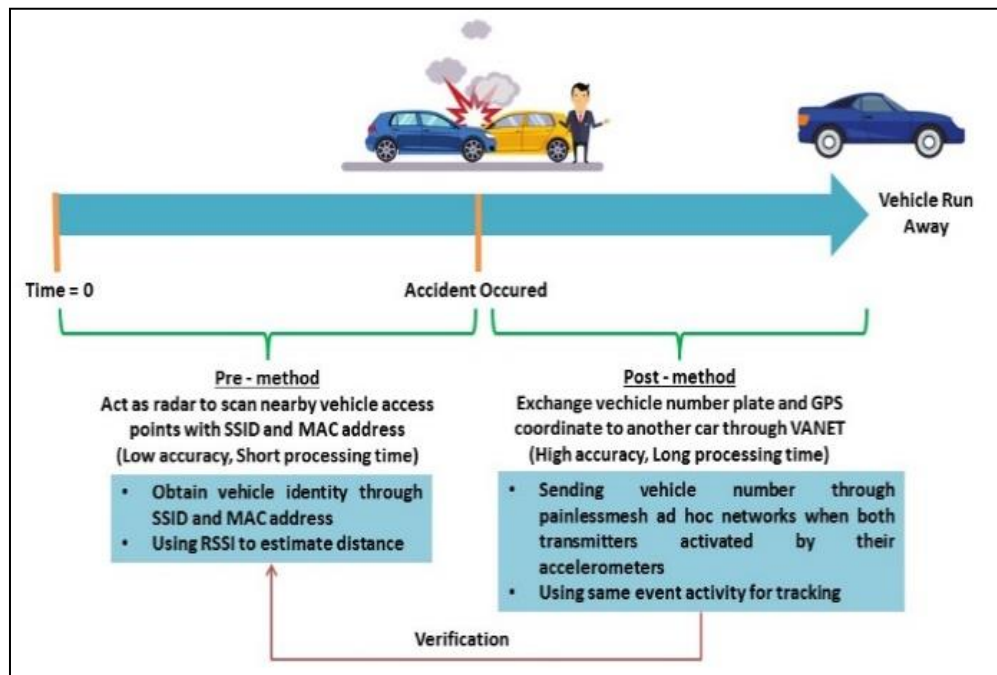 Vehicle Run
Away
Time = 0
Accident Occured
Pre - method
Act as radar to scan nearby vehicle access
points with SSID and MAC address
(Low accuracy, Short processing time)
• Obtain vehicle identity through
SSID and MAC address
• Using RSSI to estimate distance
Post - method
Exchange vechicle number plate and GPS
coordinate to another car through VANET
(High accuracy, Long processing time)
• Sending vehicle number through
painlessmesh ad hoc networks when both
transmitters activated by their
accelerometers
• Using same event activity for tracking
Verification